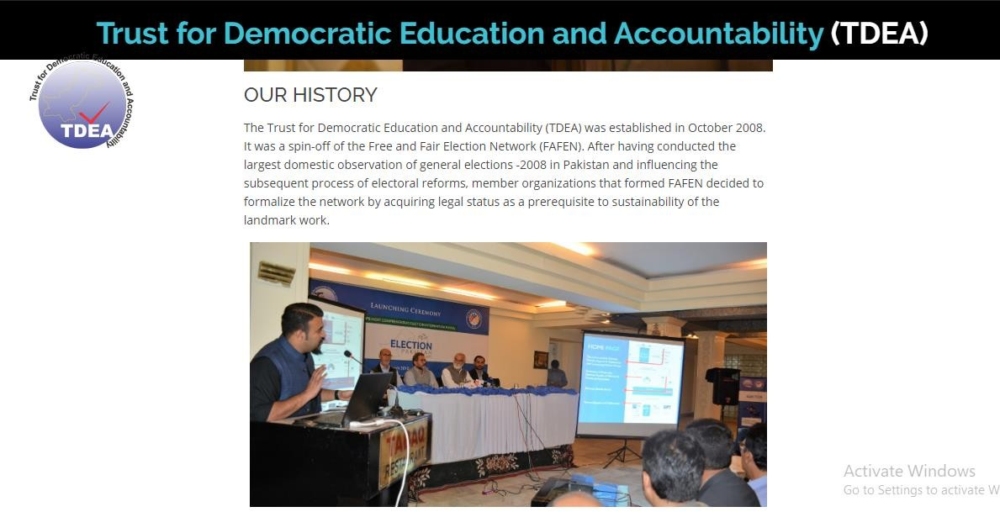 Trust for Democratic Education and Accountability (TDEA)
Trust for Democratic Education and Accountability
TDEA
OUR HISTORY
The Trust for Democratic Education and Accountability (TDEA) was established in October 2008.
It was a spin-off of the Free and Fair Election Network (FAFEN). After having conducted the
largest domestic observation of general elections -2008 in Pakistan and influencing the
subsequent process of electoral reforms, member organizations that formed FAFEN decided to
formalize the network by acquiring legal status as a prerequisite to sustainability of the
landmark work.
LAUNCHING CEREMONY
ELECTION
PAKISTAN
HOME PAGE
ELECTION
RESTAURANT
Activate Windows
Go to Settings to activate W